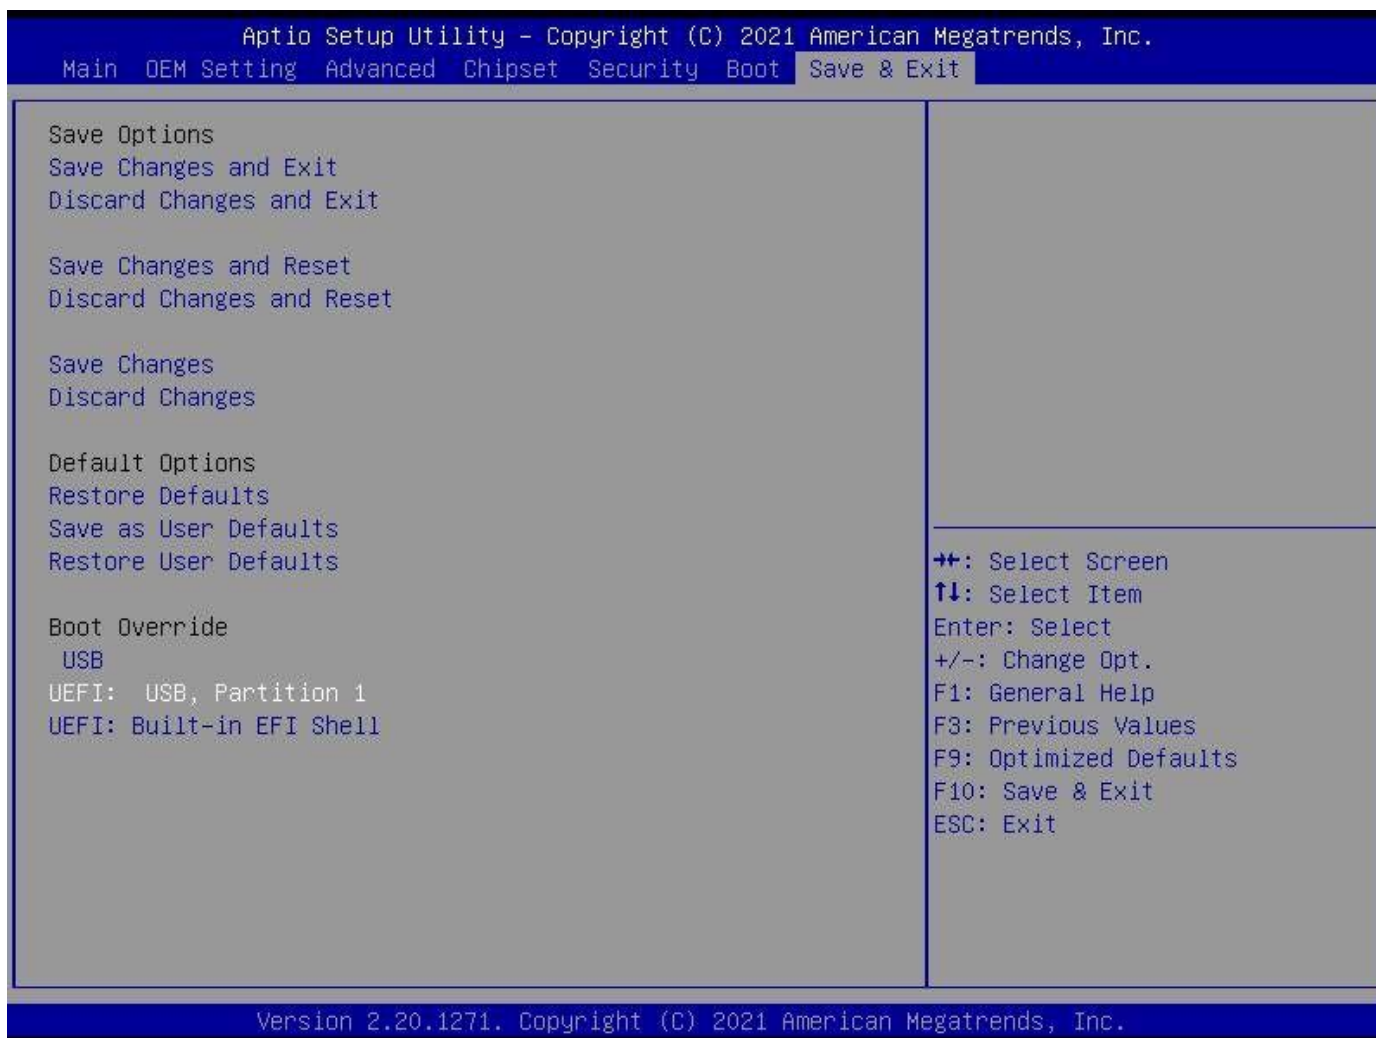 Aptio Setup Utility – Copyright (C) 2021 American Megatrends, Inc.
Main OEM Setting Advanced Chipset Security Boot Save & Exit
Save Options
Save Changes and Exit
Discard Changes and Exit
Save Changes and Reset
Discard Changes and Reset
Save Changes
Discard Changes
Default Options
Restore Defaults
Save as User Defaults
Restore User Defaults
Boot Override
USB
UEFI: USB, Partition 1
UEFI: Built-in EFI Shell
→←: Select Screen
↑↓: Select Item
Enter: Select
+/-: Change Opt.
F1: General Help
F3: Previous Values
F9: Optimized Defaults
F10: Save & Exit
ESC: Exit
Version 2.20.1271. Copyright (C) 2021 American Megatrends, Inc.